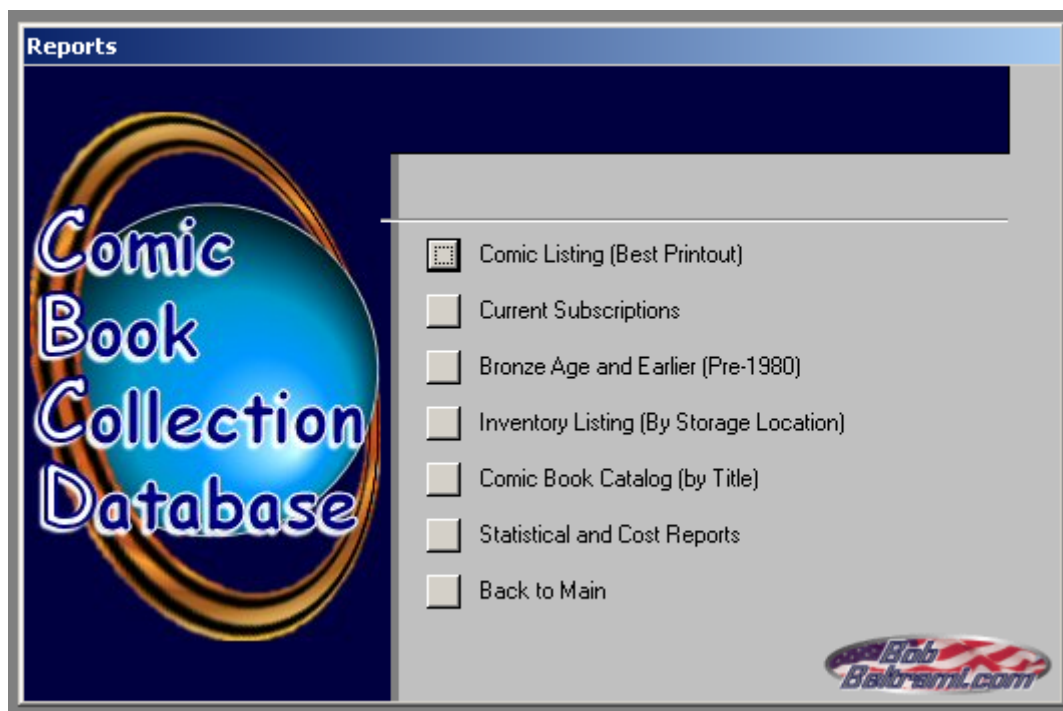 Reports
Comic
Book
Collection
Database
Comic Listing (Best Printout)
Current Subscriptions
Bronze Age and Earlier (Pre-1980)
Inventory Listing (By Storage Location)
Comic Book Catalog (by Title)
Statistical and Cost Reports
Back to Main
Bob
Beltrami.com